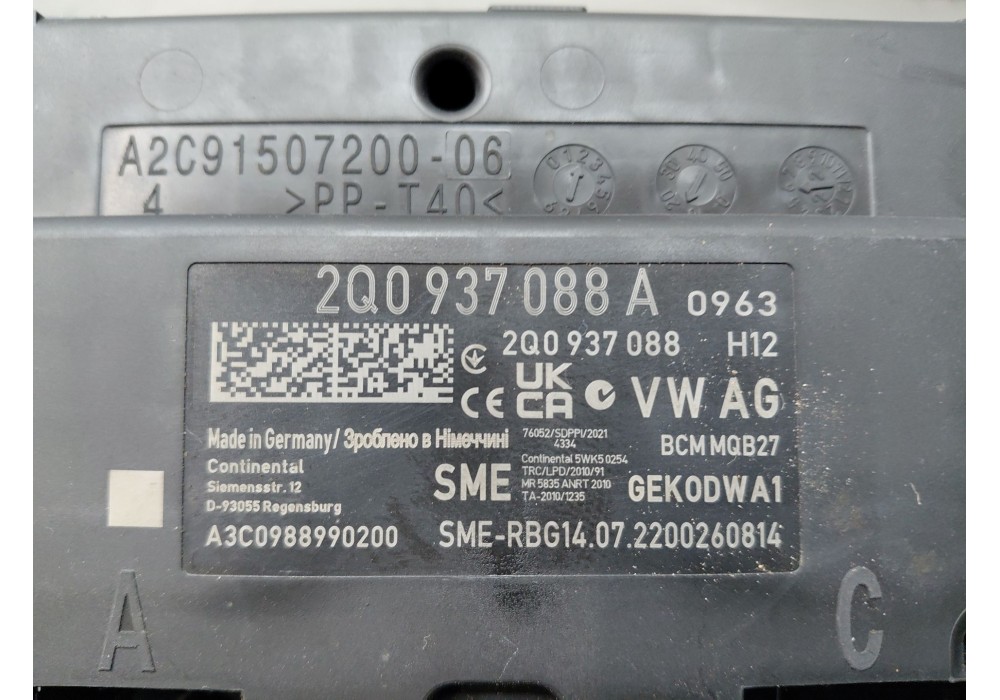 A2C91507200-06
4 >PP-T40<
2Q0 937 088 A 0963
2Q0 937 088 H12
CE UK CA VW AG
Made in Germany/ Зроблено в Німеччині
76052/SDPPI/2021
4334
BCM MQB27
Continental
Siemensstr. 12
D-93055 Regensburg
SME
Continental 5WK5 0254
TRC/LPD/2010/91
MR 5835 ANRT 2010
TA-2010/1235
GEK0DWA1
A3C0988990200 SME-RBG14.07.2200260814
A C